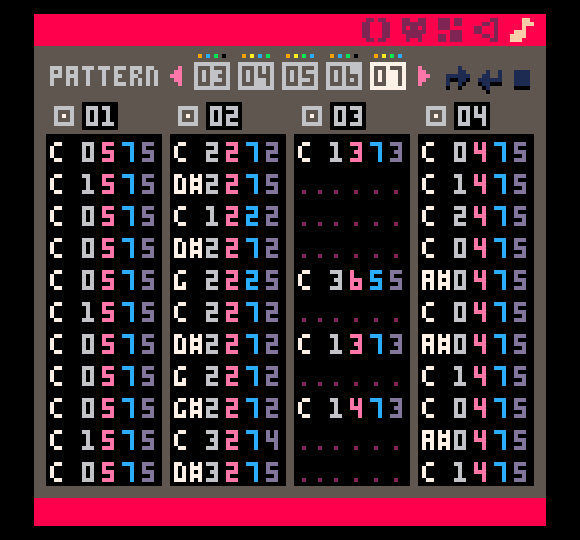 PATTERN 03 04 05 06 07
01 02 03 04
C 0575 C 2272 C 1373 C 0475
C 1575 D#2275 ...... C 1475
C 0575 C 1222 ...... C 2475
C 0575 D#2272 ...... C 0475
C 0575 G 2225 C 3655 A#0475
C 1575 C 2272 ...... C 0475
C 0575 D#2272 C 1373 A#0475
C 0575 G 2272 ...... C 1475
C 0575 G#2272 C 1473 C 0475
C 1575 C 3274 ...... A#0475
C 0575 D#3275 ...... C 1475